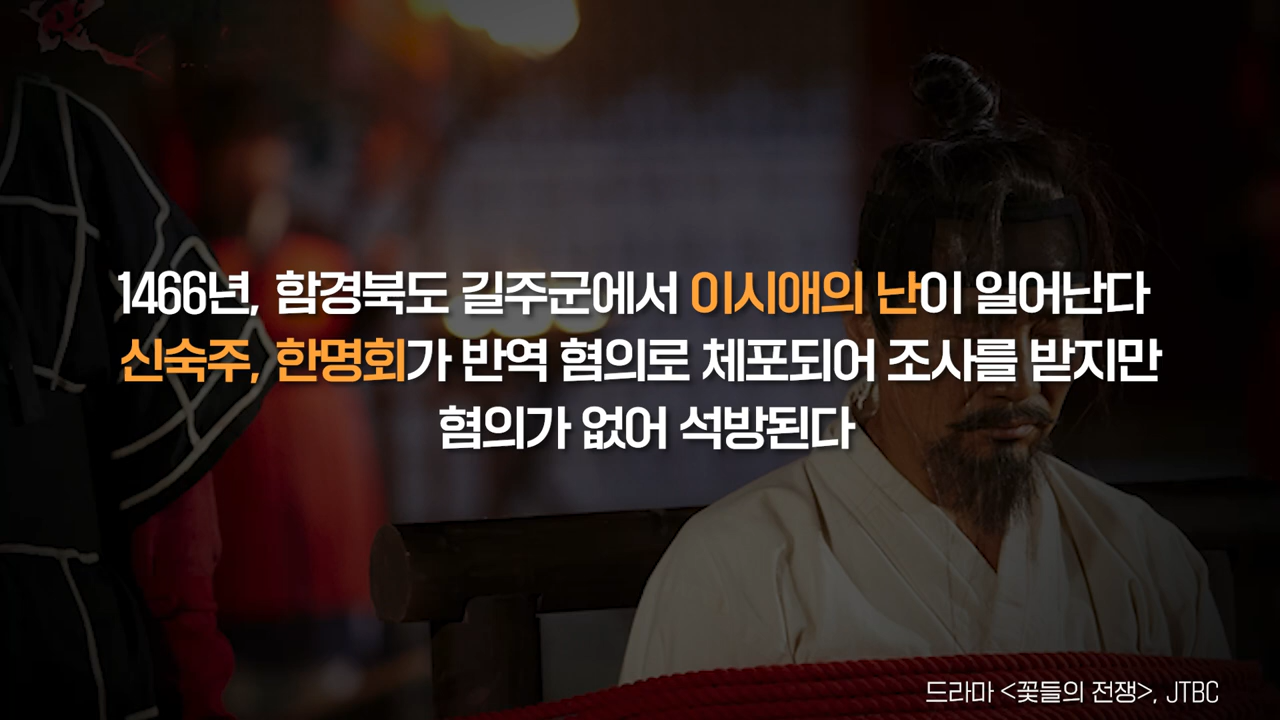 1466년, 함경북도 길주군에서 이시애의 난이 일어난다
신숙주, 한명회가 반역 혐의로 체포되어 조사를 받지만
혐의가 없어 석방된다
드라마 <꽃들의 전쟁>, JTBC